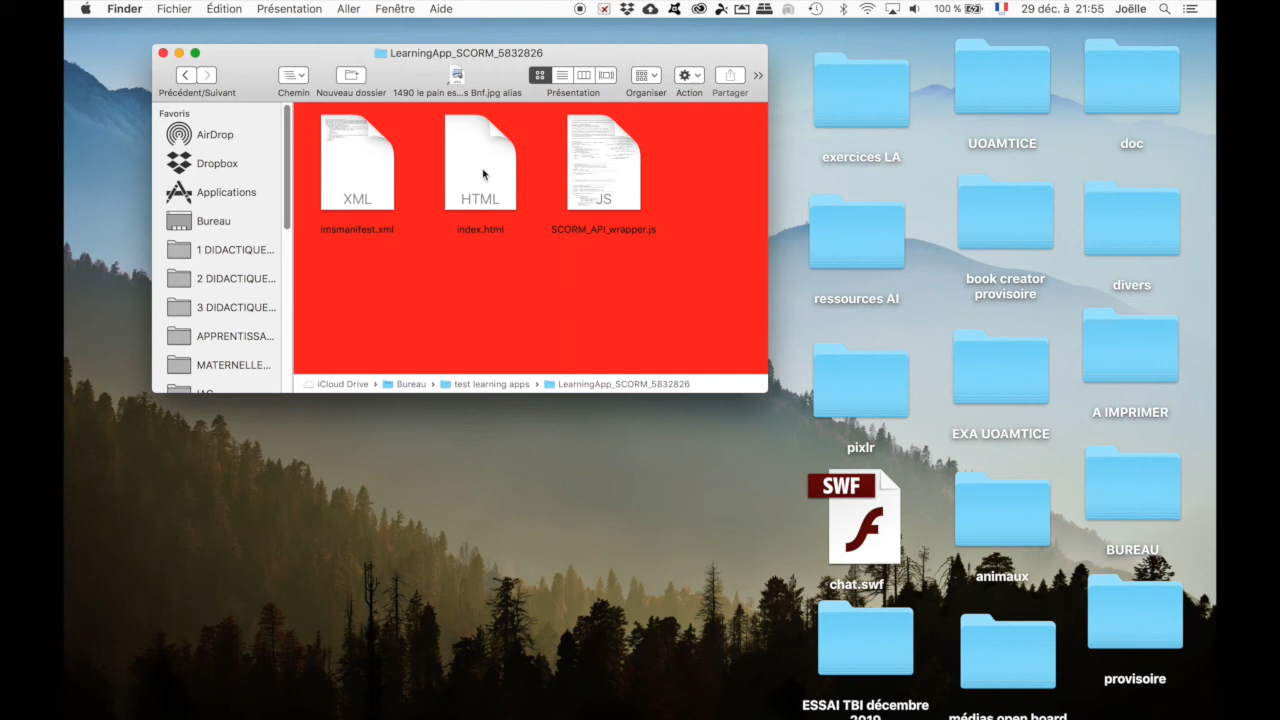 Finder Fichier Édition Présentation Aller Fenêtre Aide 100 % 29 déc. à 21:55 Joëlle
LearningApp_SCORM_5832826
Précédent/Suivant Chemin Nouveau dossier 1490 le pain es...s Bnf.jpg alias Présentation Organiser Action Partager
Favoris
AirDrop
Dropbox
Applications
Bureau
1 DIDACTIQUE...
2 DIDACTIQUE...
3 DIDACTIQUE...
APPRENTISSA...
MATERNELLE...
XML
imsmanifest.xml
HTML
index.html
JS
SCORM_API_wrapper.js
iCloud Drive › Bureau › test learning apps › LearningApp_SCORM_5832826
exercices LA
UOAMTICE
doc
ressources AI
book creator
provisoire
divers
pixlr
EXA UOAMTICE
A IMPRIMER
SWF
chat.swf
animaux
BUREAU
ESSAI TBI décembre
2019
médias open board
provisoire